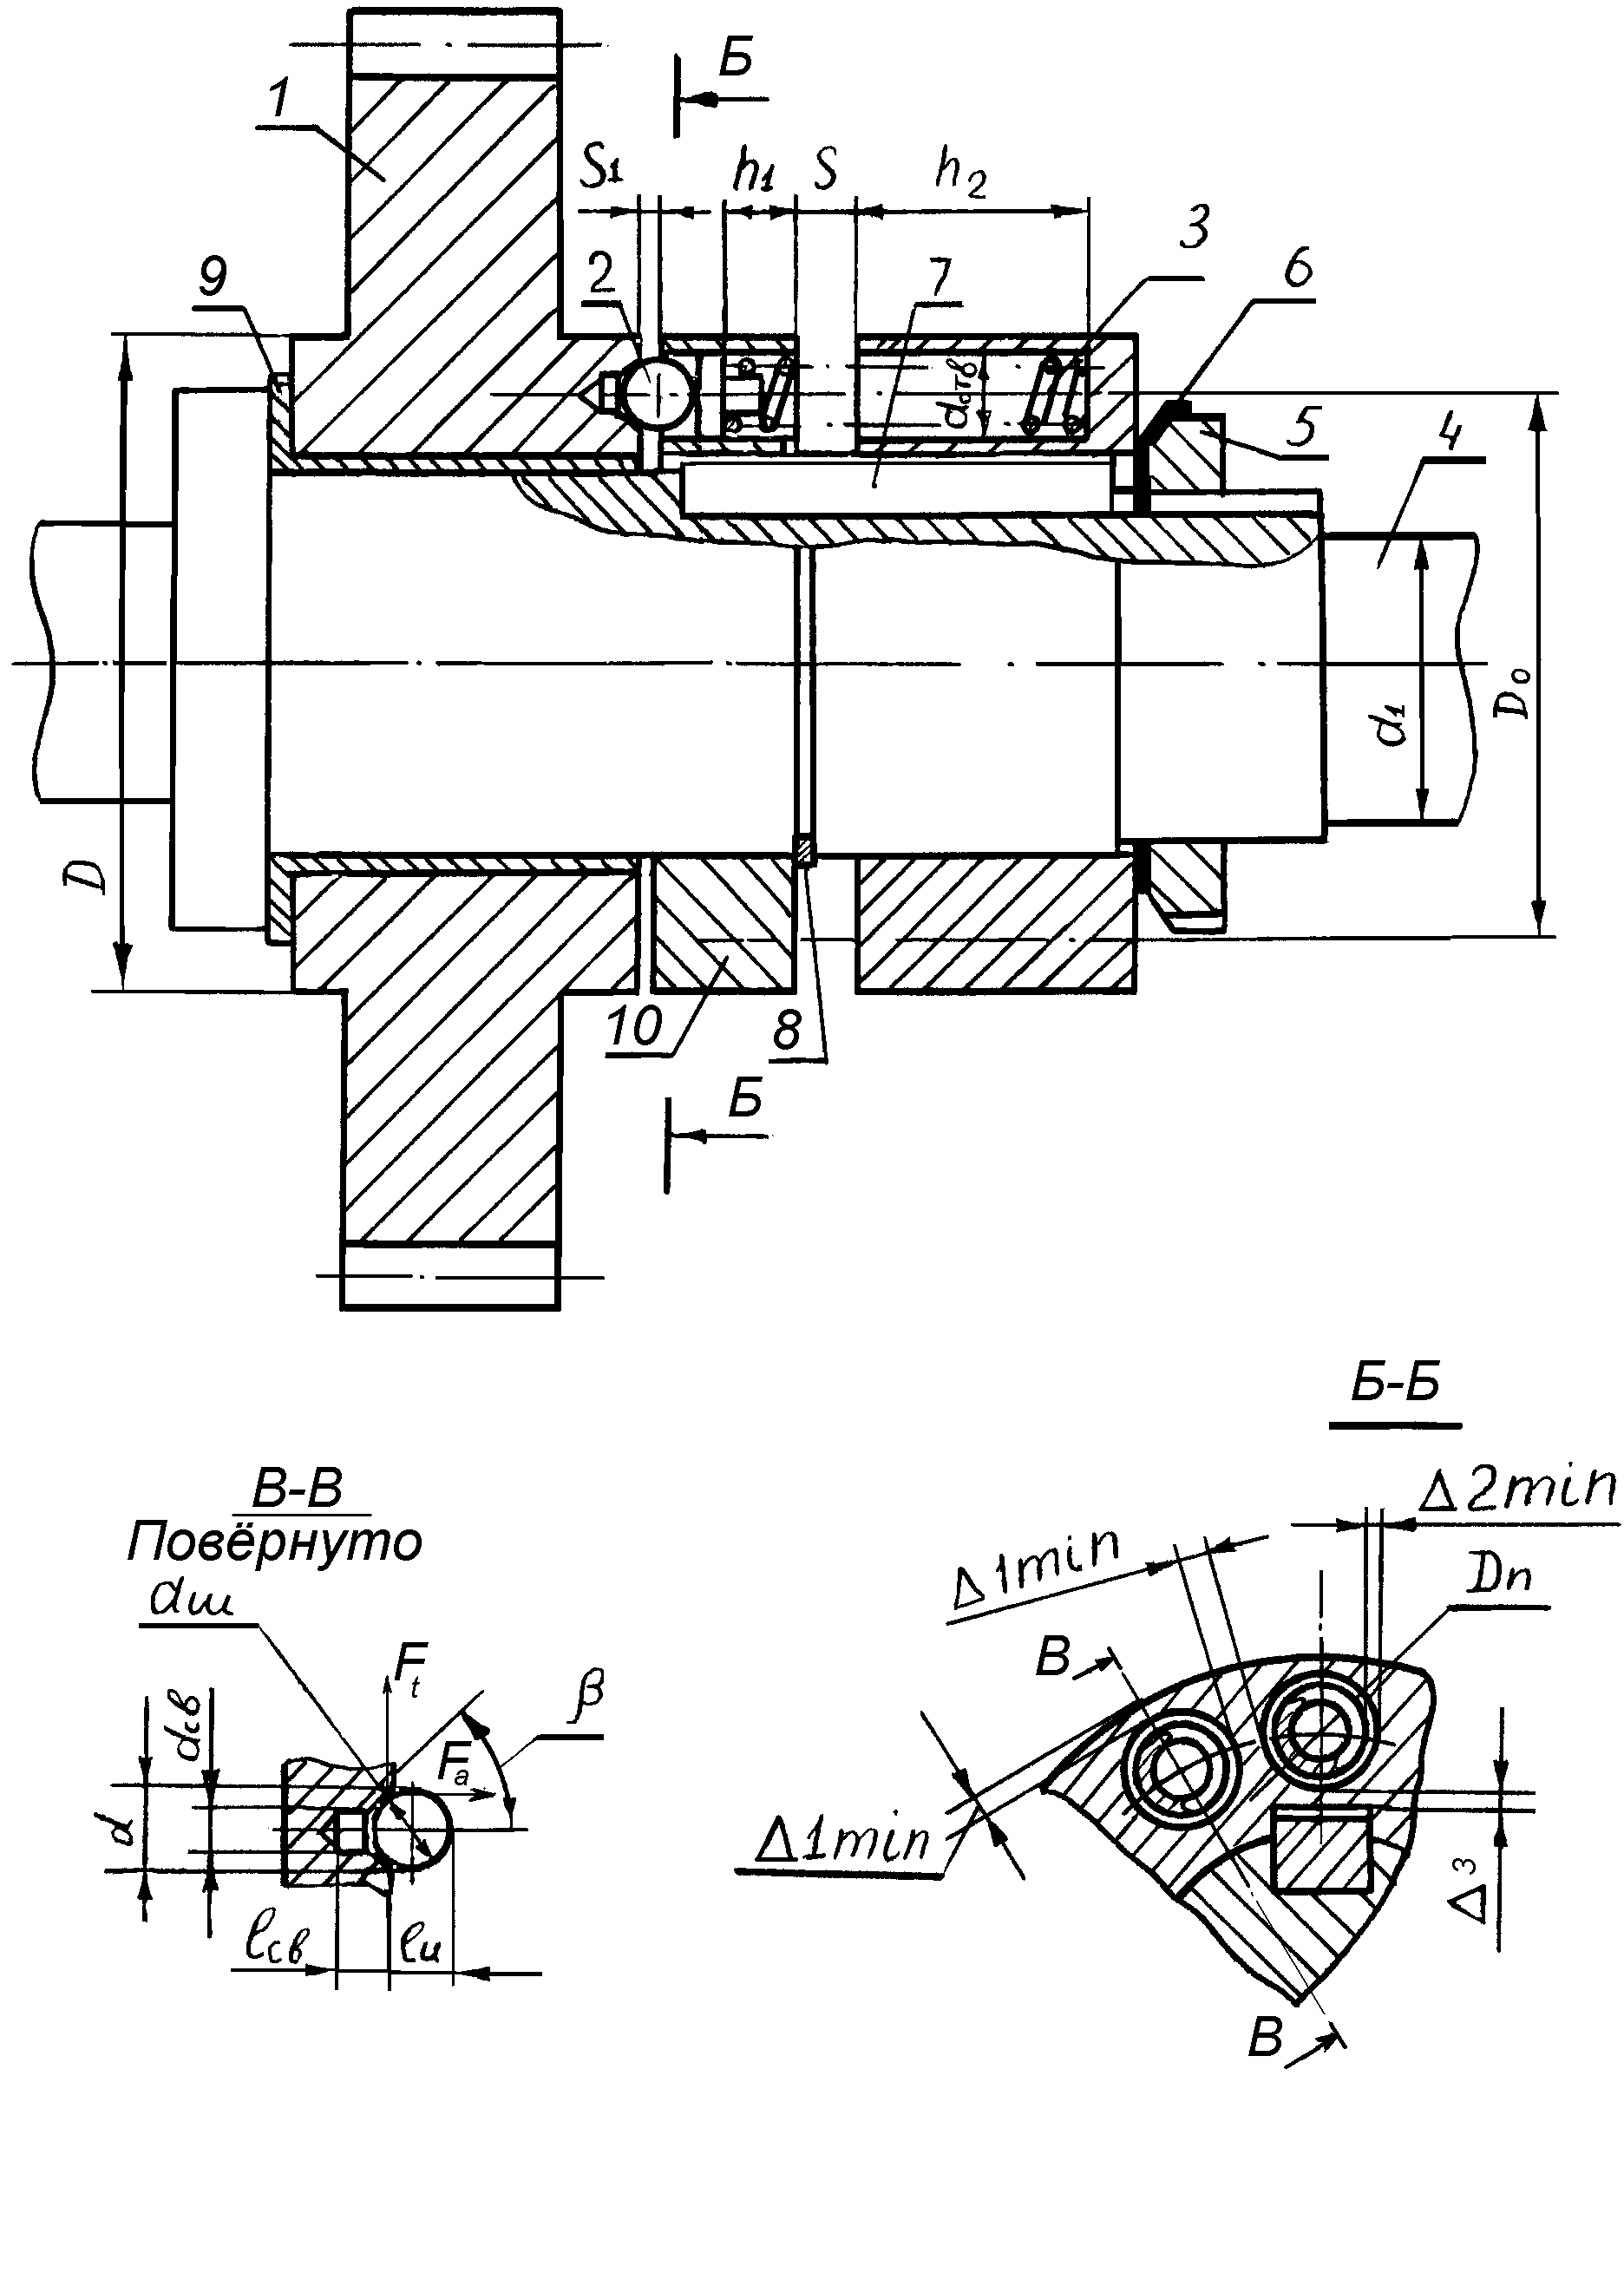 Б
1
S1
h1
S
h2
3
9
2
7
6
dотв
5
4
D
d1
D0
10
8
Б
Б-Б
В-В
Повёрнуто
Δ2min
Δ1min
Dп
dш
Ft
В
β
dсв
Fa
d
Δ1min
Δ3
lсв
lи
В